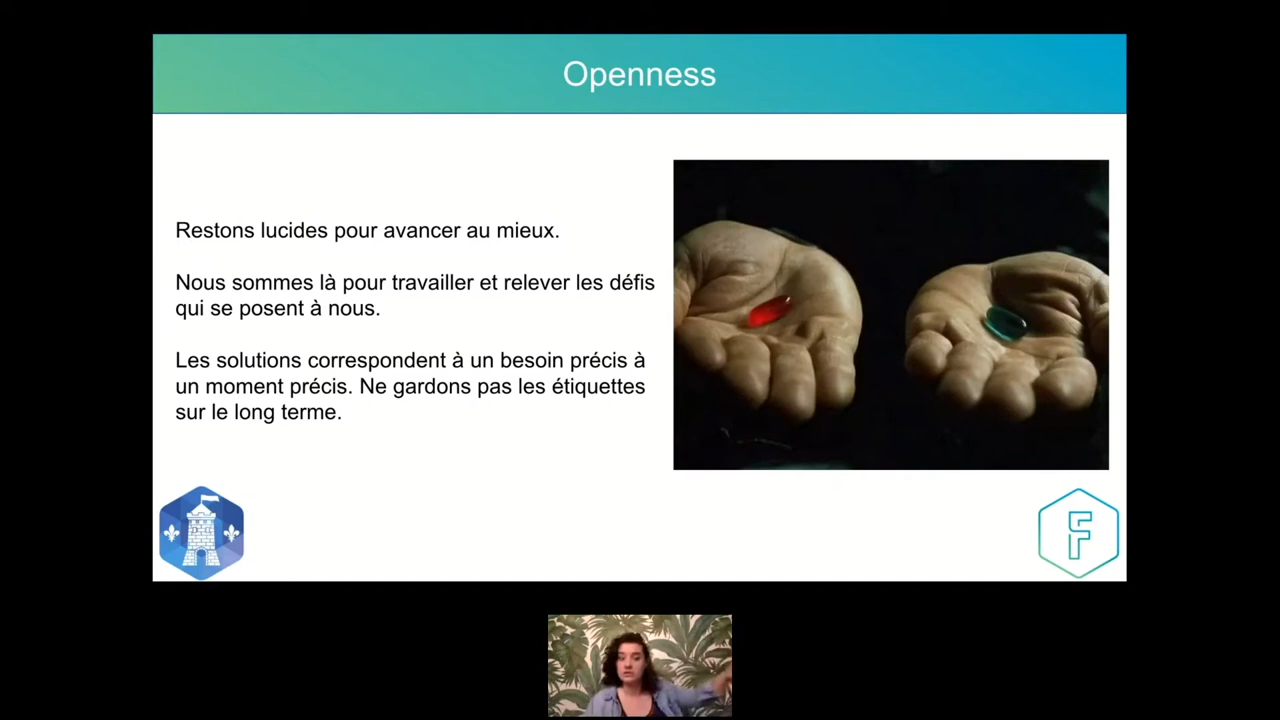 Openness
Restons lucides pour avancer au mieux.
Nous sommes là pour travailler et relever les défis
qui se posent à nous.
Les solutions correspondent à un besoin précis à
un moment précis. Ne gardons pas les étiquettes
sur le long terme.